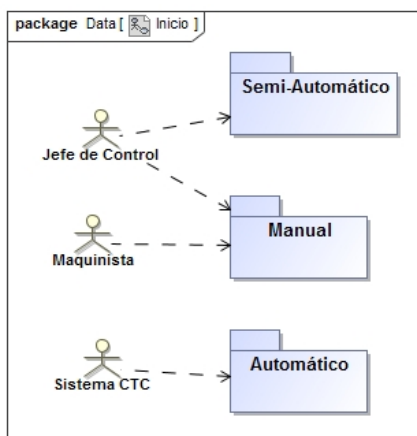 package Data [ Inicio ]
Semi-Automático
Jefe de Control
Manual
Maquinista
Automático
Sistema CTC